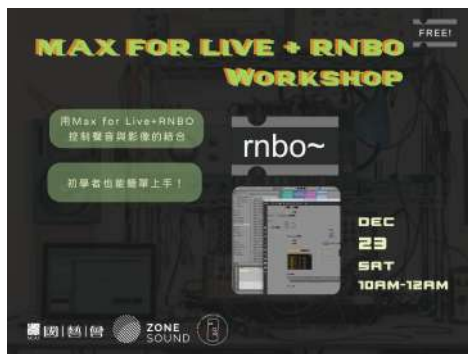 MAX FOR LIVE + RNBO
WORKSHOP
FREE!
用Max for Live+RNBO
控制聲音與影像的結合
初學者也能簡單上手！
rnbo~
DEC
23
SAT
10AM-12AM
國|藝|會
ZONE
SOUND